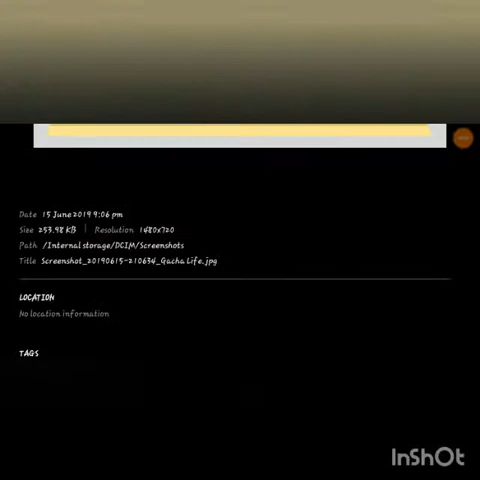 Date 15 June 2019 9:06 pm
Size 253.98 KB | Resolution 1480x720
Path /Internal storage/DCIM/Screenshots
Title Screenshot_20190615-210634_Gacha Life.jpg
LOCATION
No location information
TAGS
InShOt